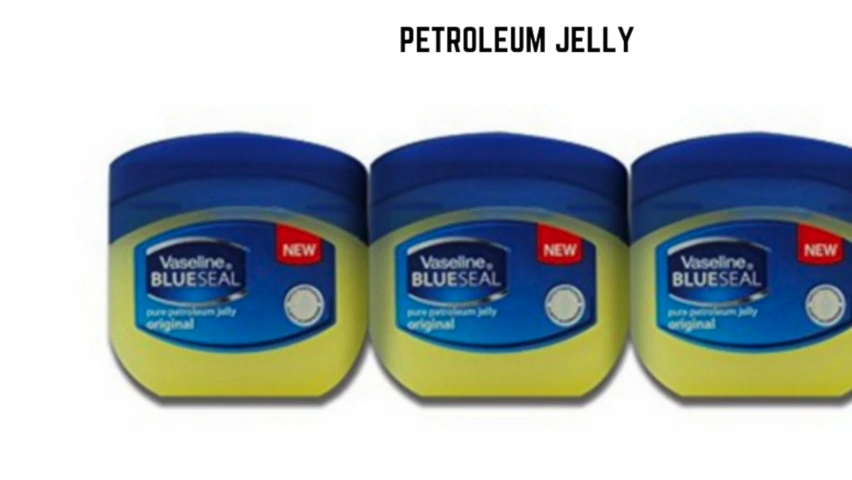 PETROLEUM JELLY
NEW
Vaseline®
BLUESEAL
pure petroleum jelly
original
NEW
Vaseline®
BLUESEAL
pure petroleum jelly
original
NEW
Vaseline®
BLUESEAL
pure petroleum jelly
original